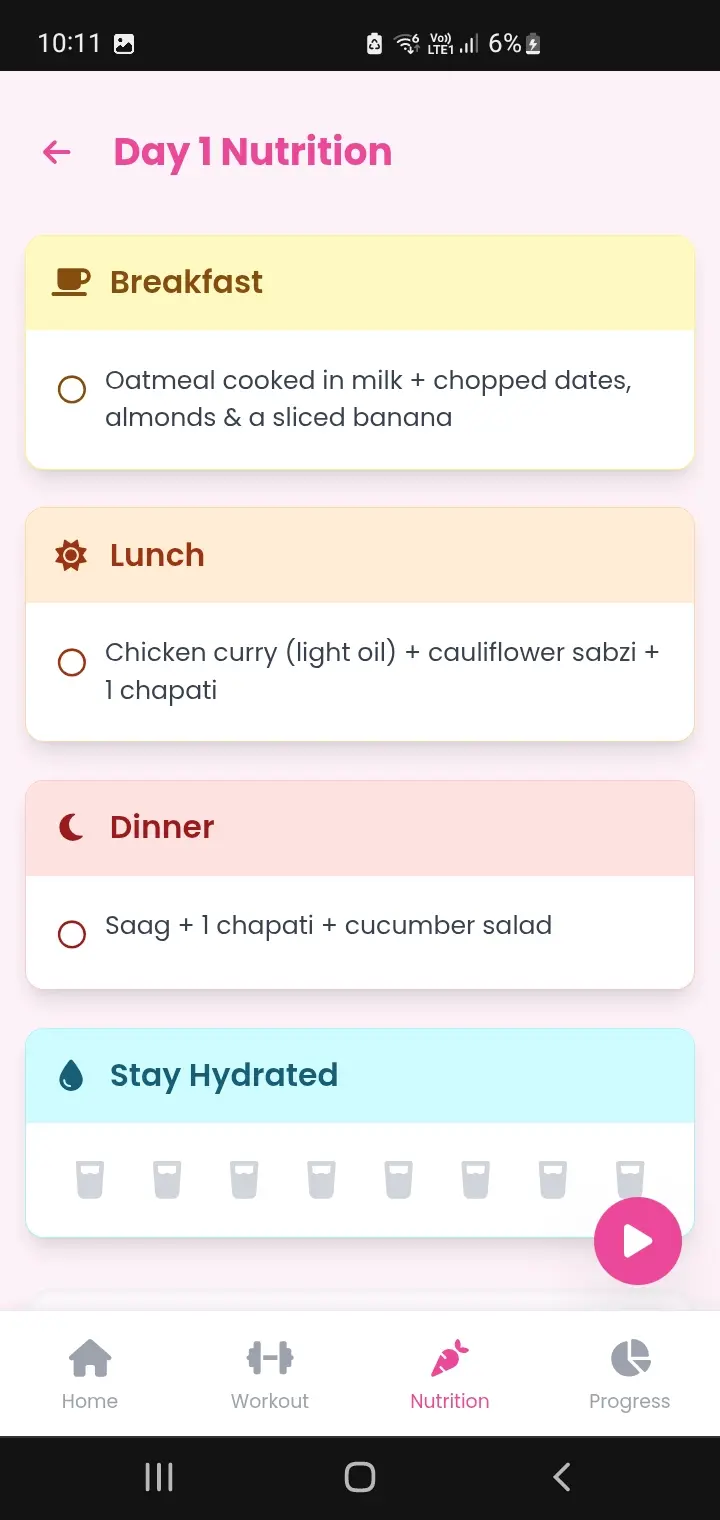 10:11
Vo))
LTE1
6
6%
Day 1 Nutrition
Breakfast
Oatmeal cooked in milk + chopped dates,
almonds & a sliced banana
Lunch
Chicken curry (light oil) + cauliflower sabzi +
1 chapati
Dinner
Saag + 1 chapati + cucumber salad
Stay Hydrated
Home
Workout
Nutrition
Progress